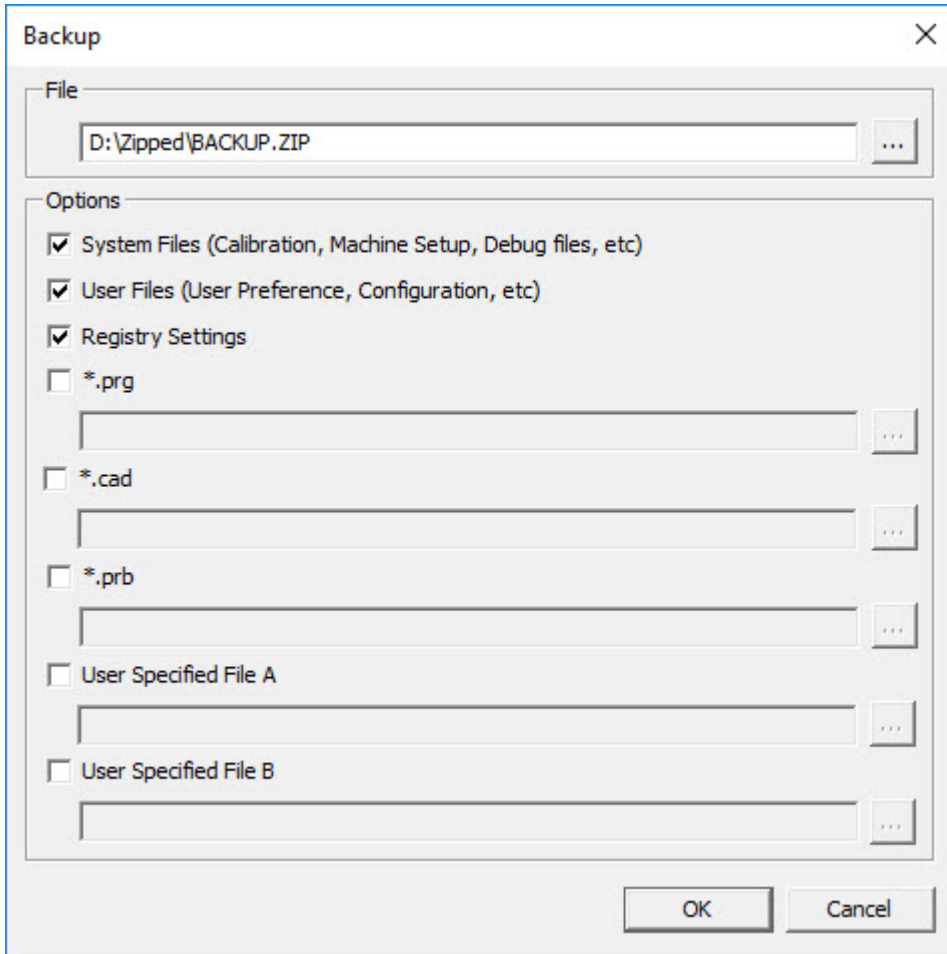 Backup
File
D:\Zipped\BACKUP.ZIP
...
Options
System Files (Calibration, Machine Setup, Debug files, etc)
User Files (User Preference, Configuration, etc)
Registry Settings
*.prg
...
*.cad
...
*.prb
...
User Specified File A
...
User Specified File B
...
OK Cancel